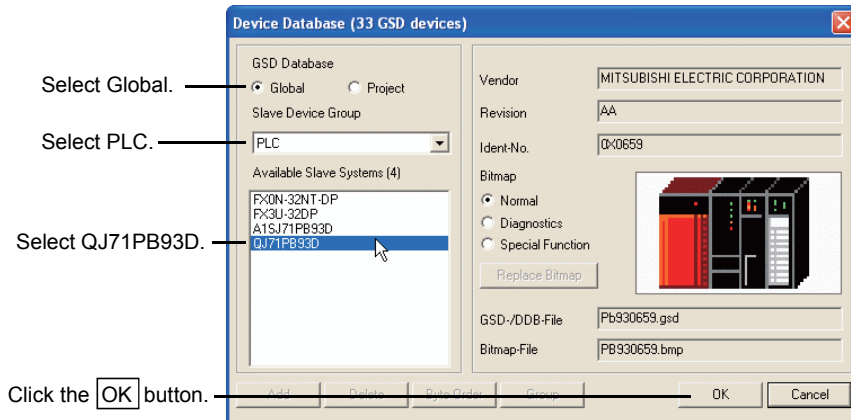 Device Database (33 GSD devices)
GSD Database
Select Global.
Global
Project
Slave Device Group
Select PLC.
PLC
Available Slave Systems (4)
FX0N-32NT-DP
FX3U-32DP
A1SJ71PB93D
Select QJ71PB93D.
QJ71PB93D
Vendor
MITSUBISHI ELECTRIC CORPORATION
Revision
AA
Ident-No.
0X0659
Bitmap
Normal
Diagnostics
Special Function
Replace Bitmap
GSD-/DDB-File
Pb930659.gsd
Bitmap-File
PB930659.bmp
Click the OK button.
Add
Delete
Byte Order
Group
OK
Cancel